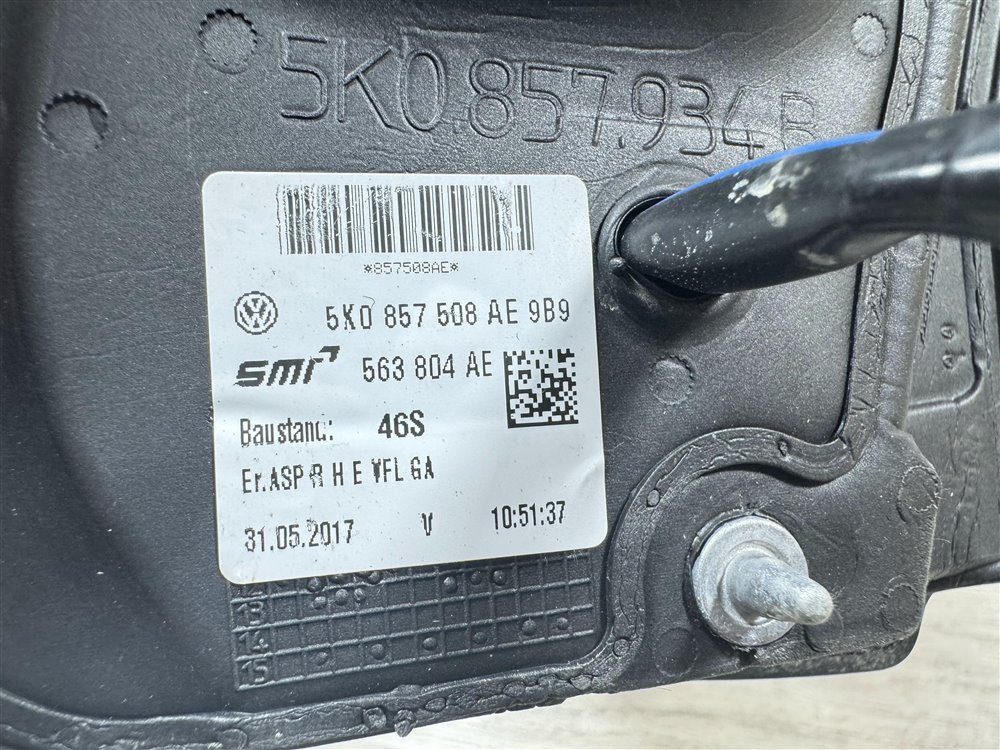 5K0.857.934 B
*857508AE*
5K0 857 508 AE 9B9
smr 563 804 AE
Baustand: 46S
Er.ASP R H E VFL GA
31.05.2017 V 10:51:37
12
13
14
15